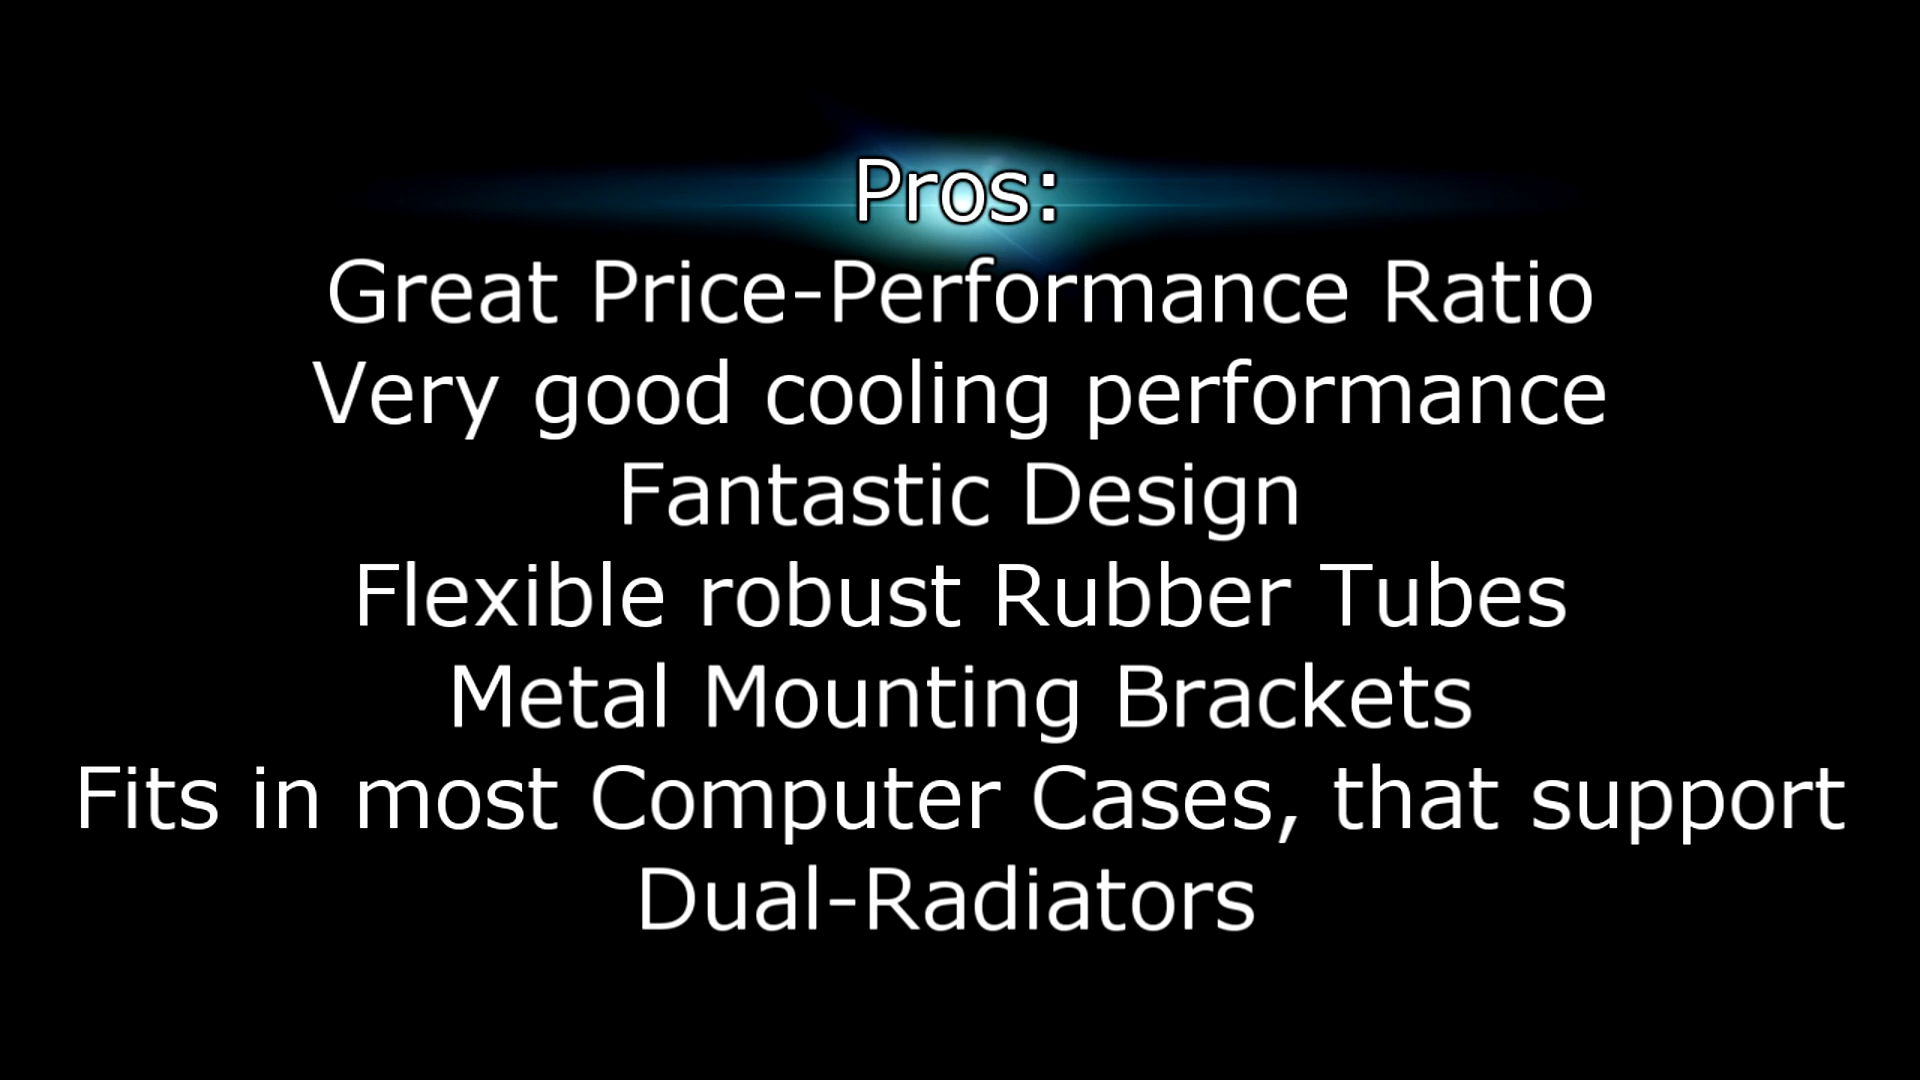 Pros:
Great Price-Performance Ratio
Very good cooling performance
Fantastic Design
Flexible robust Rubber Tubes
Metal Mounting Brackets
Fits in most Computer Cases, that support
Dual-Radiators